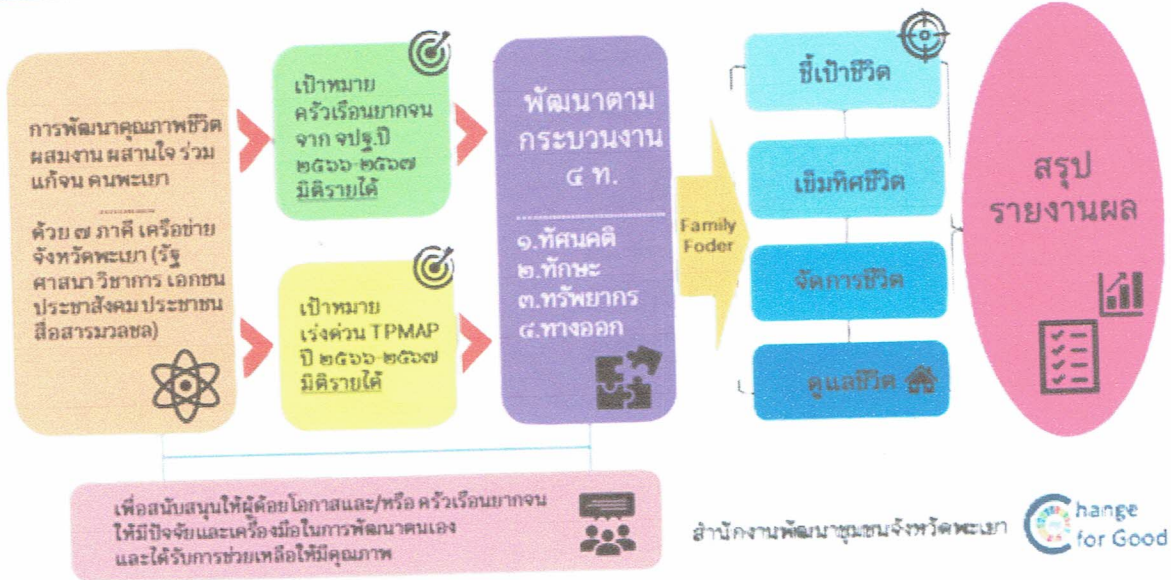 การพัฒนาคุณภาพชีวิต
ผสมงาน ผสานใจ ร่วม
แก้จน คนพะเยา
ด้วย ๗ ภาคี เครือข่าย
จังหวัดพะเยา (รัฐ
ศาสนา วิชาการ เอกชน
ประชาสังคม ประชาชน
สื่อสารมวลชล)
เป้าหมาย
ครัวเรือนยากจน
จาก จปฐ.ปี
๒๕๖๖-๒๕๖๗
มิติรายได้
เป้าหมาย
เร่งด่วน TPMAP
ปี ๒๕๖๖-๒๕๖๗
มิติรายได้
พัฒนาตาม
กระบวนงาน
๔ ท.
๑.ทัศนคติ
๒.ทักษะ
๓.ทรัพยากร
๔.ทางออก
Family
Foder
ชี้เป้าชีวิต
เข็มทิศชีวิต
จัดการชีวิต
ดูแลชีวิต
สรุป
รายงานผล
เพื่อสนับสนุนให้ผู้ด้อยโอกาสและ/หรือ ครัวเรือนยากจน
ให้มีปัจจัยและเครื่องมือในการพัฒนาตนเอง
และได้รับการช่วยเหลือให้มีคุณภาพ
สำนักงานพัฒนาชุมชนจังหวัดพะเยา
Change
for Good